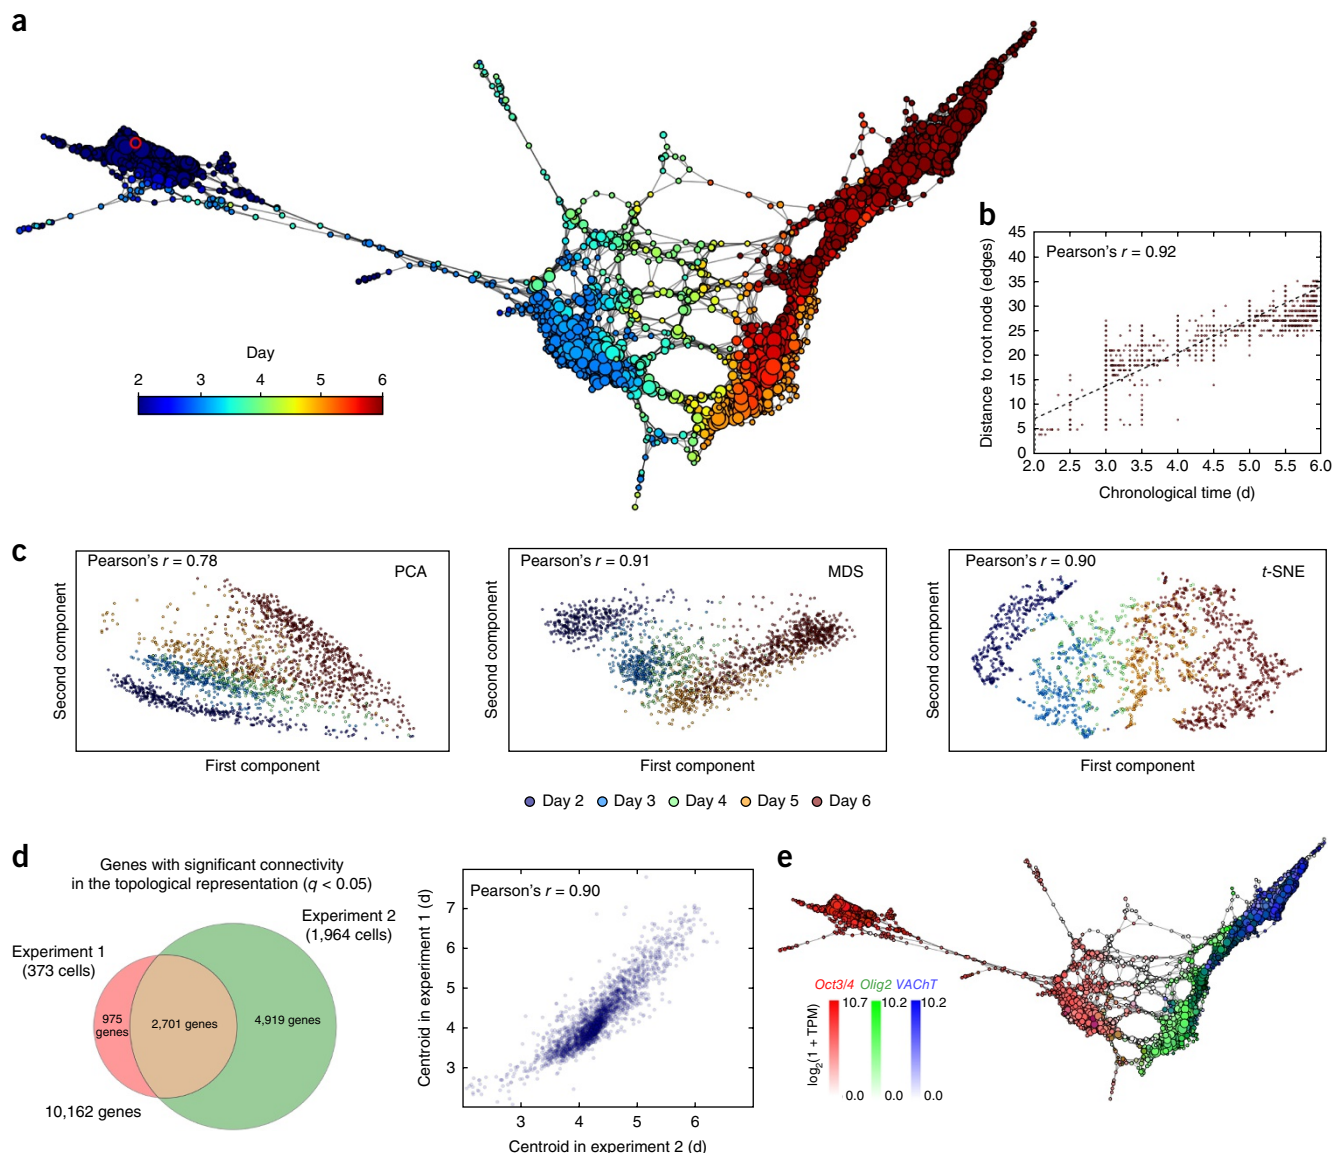 a
Day
2 3 4 5 6
b
Pearson's r = 0.92
Distance to root node (edges)
45
40
35
30
25
20
15
10
5
0
2.0 2.5 3.0 3.5 4.0 4.5 5.0 5.5 6.0
Chronological time (d)
c
Pearson's r = 0.78
PCA
Second component
First component
Pearson's r = 0.91
MDS
Second component
First component
Pearson's r = 0.90
t-SNE
Second component
First component
Day 2 Day 3 Day 4 Day 5 Day 6
d
Genes with significant connectivity
in the topological representation (q < 0.05)
Experiment 2
(1,964 cells)
Experiment 1
(373 cells)
975
genes
2,701 genes
4,919 genes
10,162 genes
Pearson's r = 0.90
Centroid in experiment 1 (d)
7
6
5
4
3
3 4 5 6
Centroid in experiment 2 (d)
e
Oct3/4 Olig2 VAChT
10.7 10.2 10.2
log2(1 + TPM)
0.0 0.0 0.0